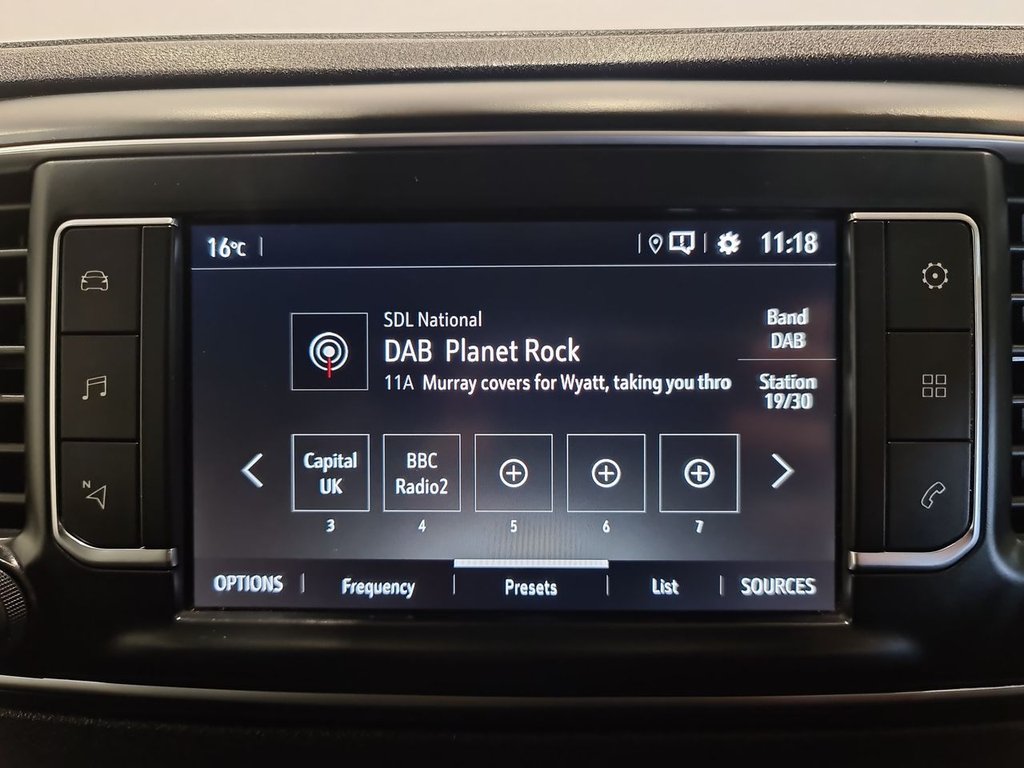 16°C
11:18
SDL National
DAB Planet Rock
11A Murray covers for Wyatt, taking you thro
Band
DAB
Station
19/30
Capital
UK
BBC
Radio2
3 4 5 6 7
OPTIONS Frequency Presets List SOURCES
N